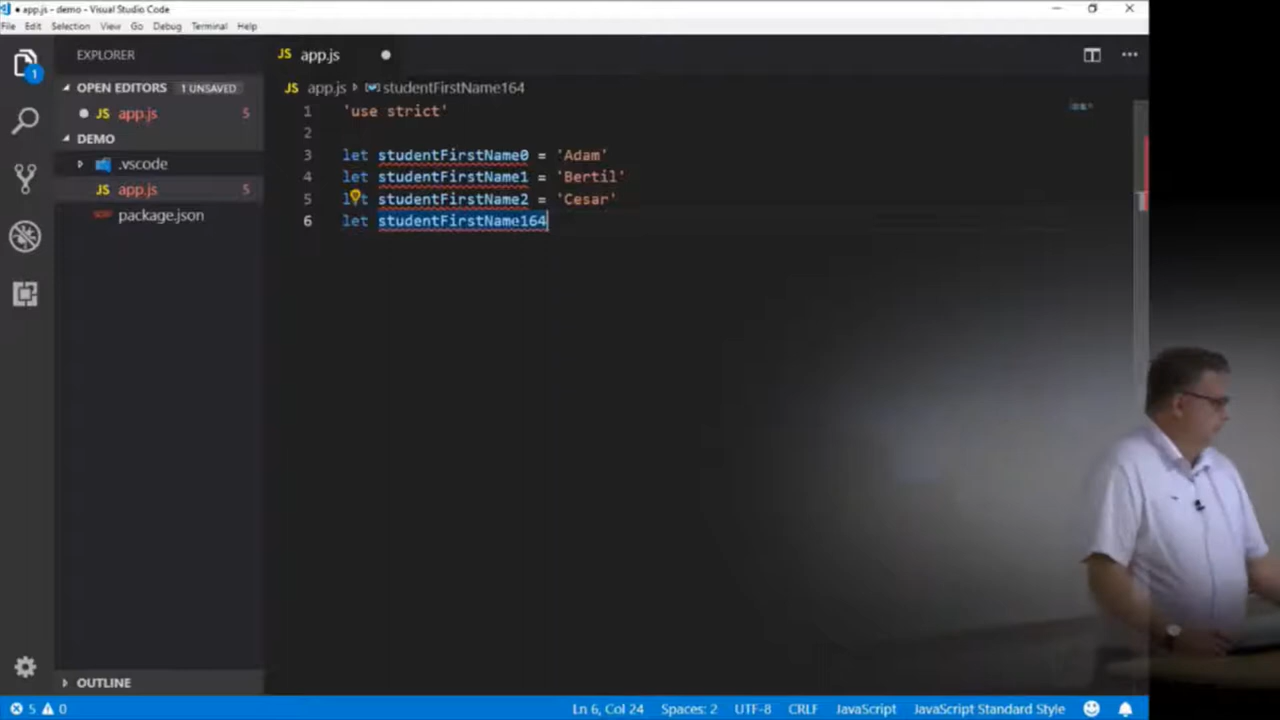 ● app.js - demo - Visual Studio Code
File Edit Selection View Go Debug Terminal Help
EXPLORER
JS app.js ●
1
OPEN EDITORS 1 UNSAVED
● JS app.js 5
DEMO
.vscode
JS app.js 5
package.json
OUTLINE
JS app.js studentFirstName164
1 'use strict'
2
3 let studentFirstName0 = 'Adam'
4 let studentFirstName1 = 'Bertil'
5 let studentFirstName2 = 'Cesar'
6 let studentFirstName164
5 0 Ln 6, Col 24 Spaces: 2 UTF-8 CRLF JavaScript JavaScript Standard Style